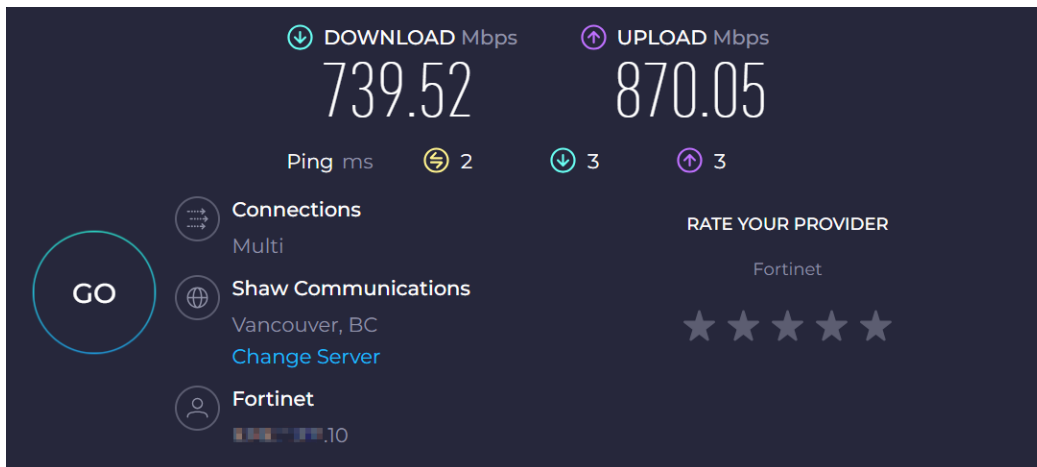 DOWNLOAD Mbps
739.52
UPLOAD Mbps
870.05
Ping ms 2 3 3
Connections
Multi
GO
Shaw Communications
Vancouver, BC
Change Server
Fortinet
.10
RATE YOUR PROVIDER
Fortinet